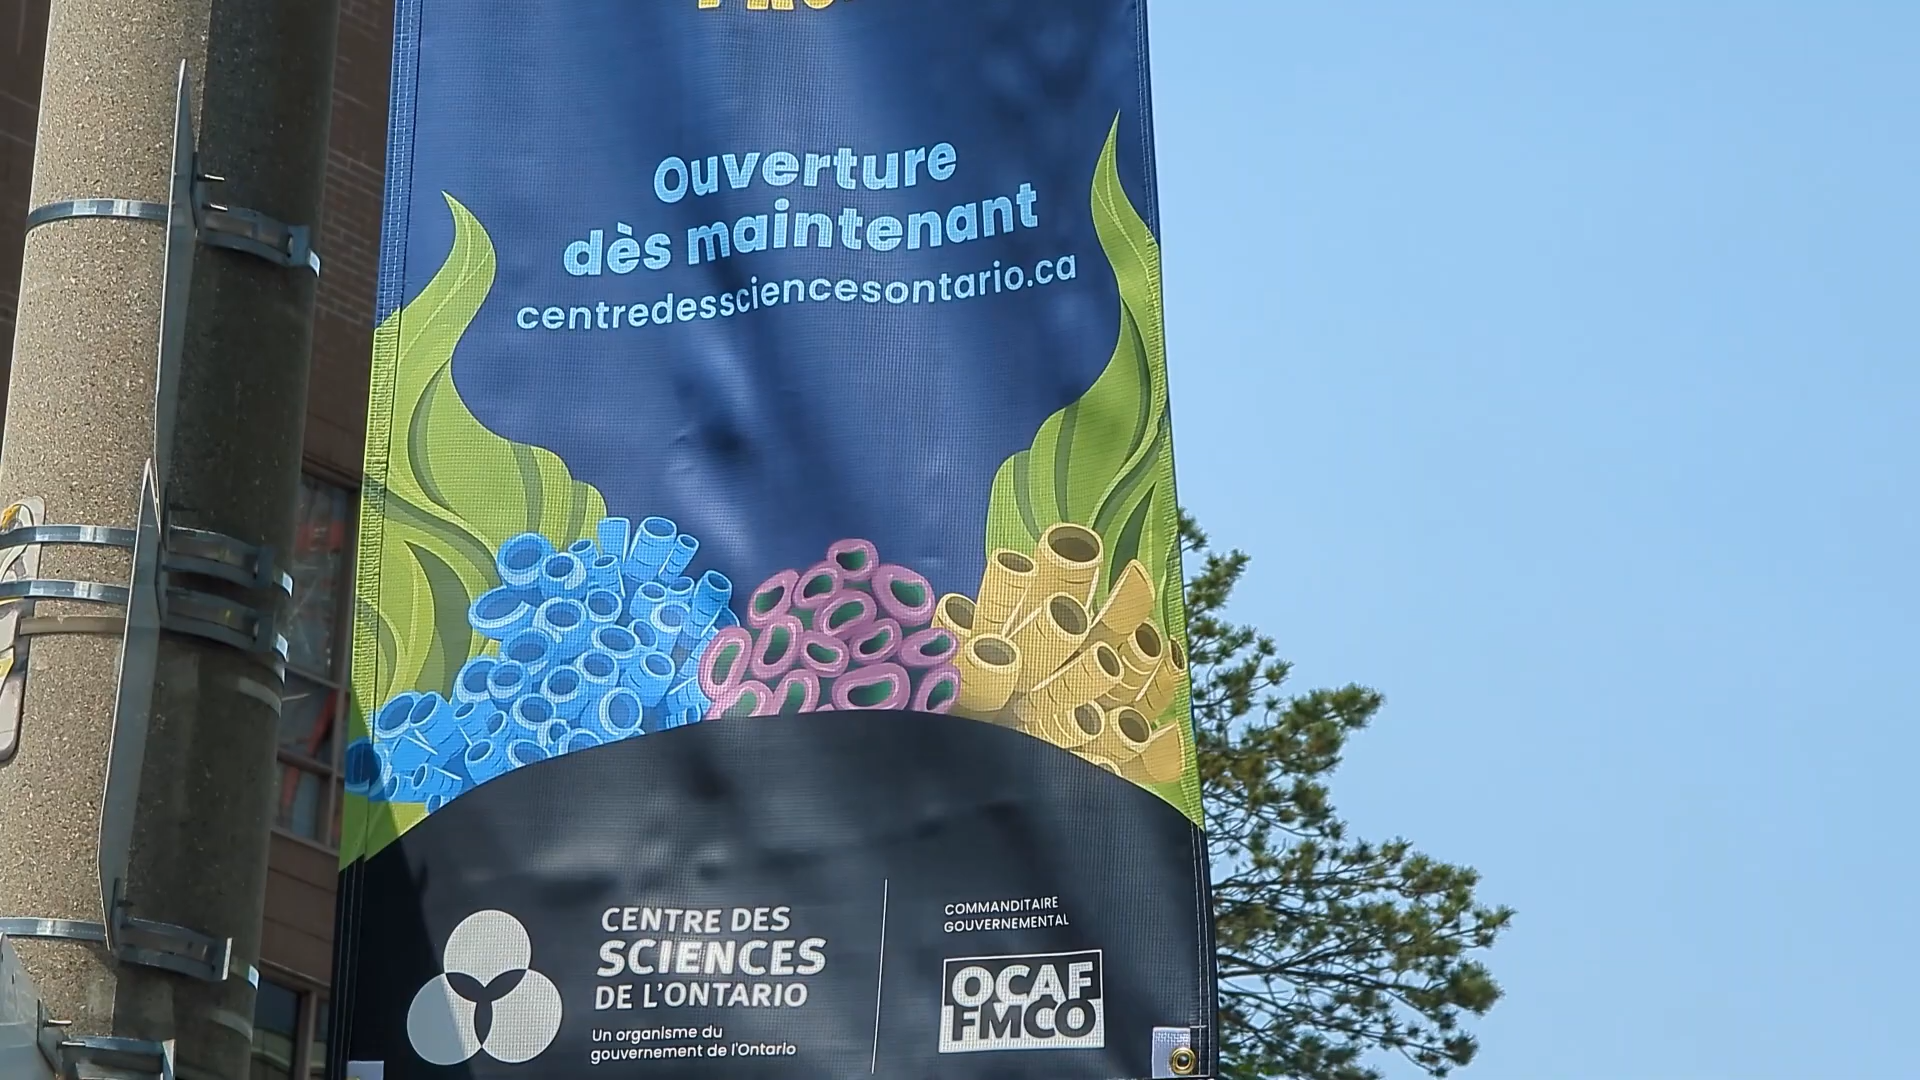 Ouverture
dès maintenant
centredessciencesontario.ca
CENTRE DES
SCIENCES
DE L'ONTARIO
Un organisme du
gouvernement de l'Ontario
COMMANDITAIRE
GOUVERNEMENTAL
OCAF
FMCO